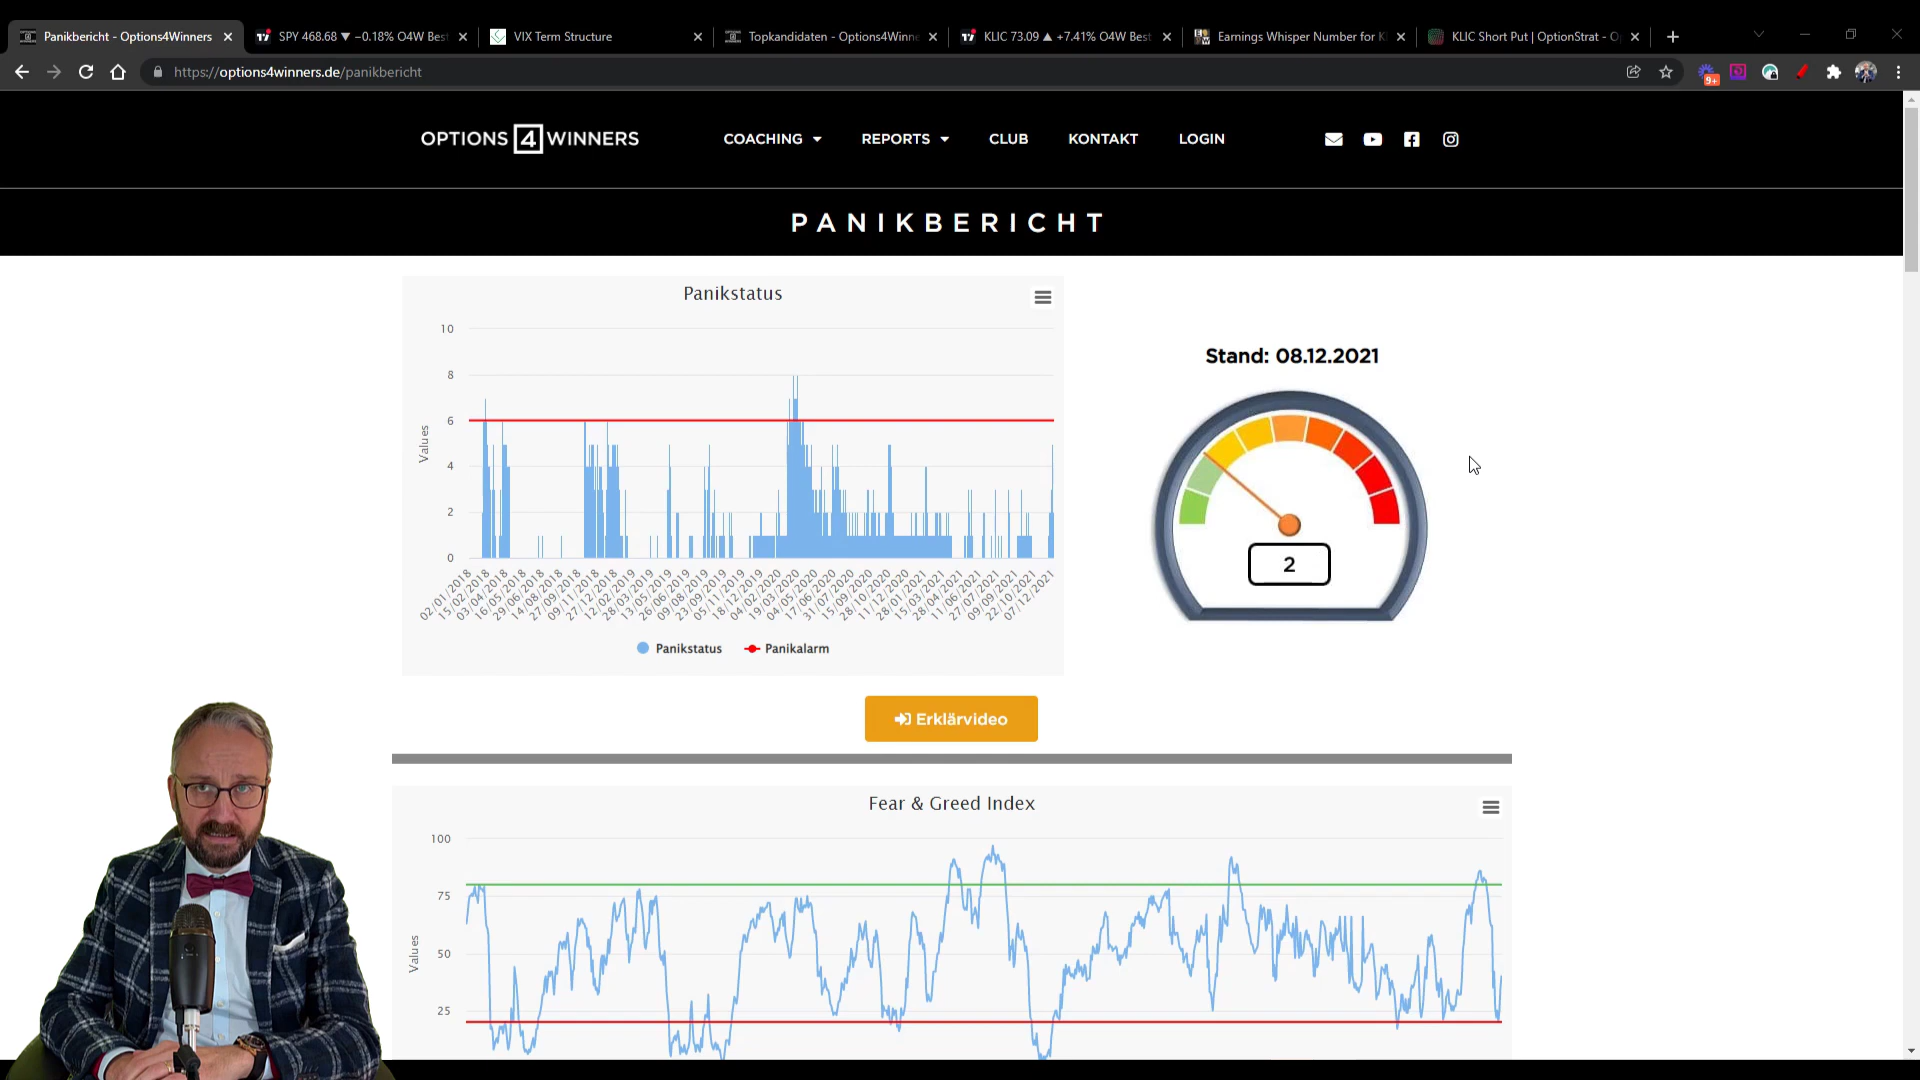 Panikbericht - Options4Winners
SPY 468.68 ▼ −0.18% O4W Bes
VIX Term Structure
Topkandidaten - Options4Winne
KLIC 73.09 ▲ +7.41% O4W Best
Earnings Whisper Number for K
KLIC Short Put | OptionStrat - O
https://options4winners.de/panikbericht
9+
OPTIONS 4 WINNERS
COACHING
REPORTS
CLUB
KONTAKT
LOGIN
PANIKBERICHT
Panikstatus
10
8
6
4
2
0
Values
02/01/2018
15/02/2018
03/04/2018
16/05/2018
29/06/2018
14/08/2018
27/09/2018
09/11/2018
27/12/2018
12/02/2019
28/03/2019
13/05/2019
26/06/2019
09/08/2019
23/09/2019
05/11/2019
18/12/2019
04/02/2020
19/03/2020
04/05/2020
17/06/2020
31/07/2020
15/09/2020
28/10/2020
11/12/2020
28/01/2021
15/03/2021
28/04/2021
11/06/2021
27/07/2021
09/09/2021
22/10/2021
07/12/2021
Panikstatus
Panikalarm
Stand: 08.12.2021
2
Erklärvideo
Fear & Greed Index
100
75
50
25
Values